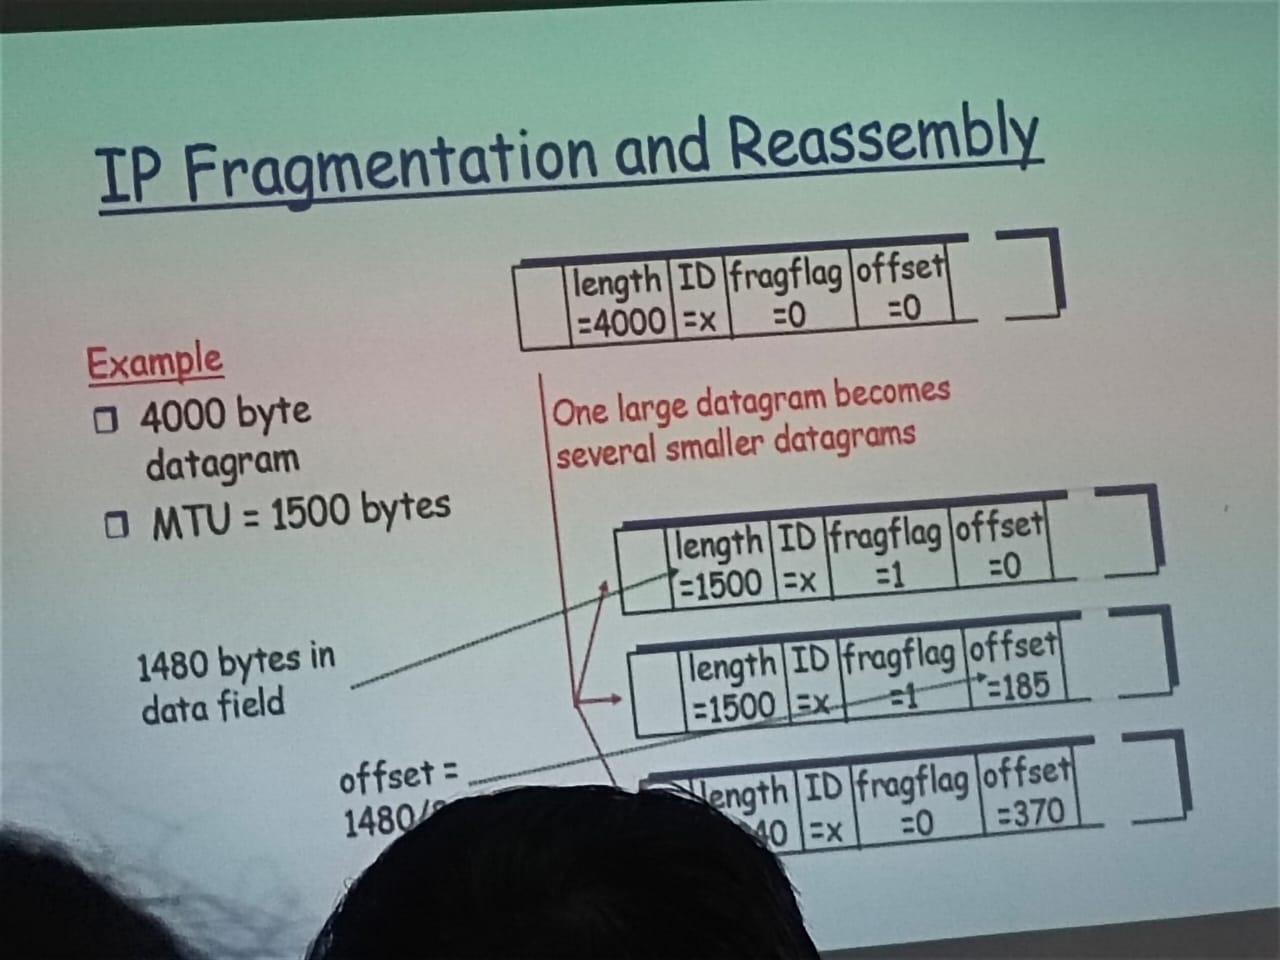 IP Fragmentation and Reassembly
length ID fragflag offset
=4000 =x =0 =0
Example
4000 byte
datagram
MTU = 1500 bytes
One large datagram becomes
several smaller datagrams
length ID fragflag offset
=1500 =x =1 =0
1480 bytes in
data field
length ID fragflag offset
=1500 =x =1 =185
offset =
1480/
length ID fragflag offset
40 =x =0 =370